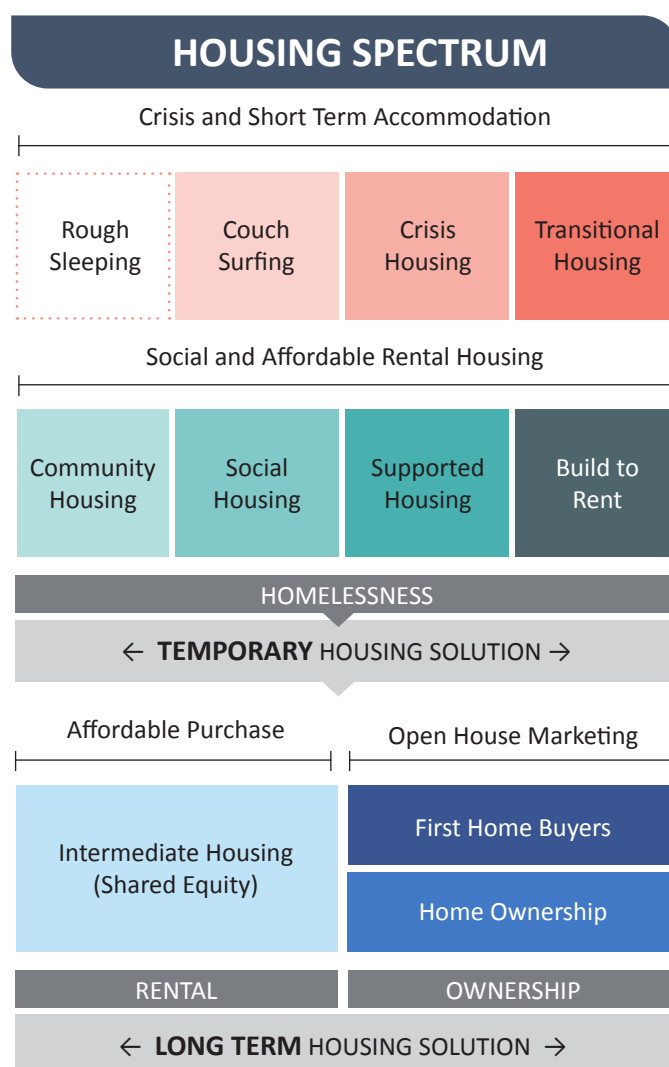 HOUSING SPECTRUM
Crisis and Short Term Accommodation
Rough
Sleeping
Couch
Surfing
Crisis
Housing
Transitional
Housing
Social and Affordable Rental Housing
Community
Housing
Social
Housing
Supported
Housing
Build to
Rent
HOMELESSNESS
← TEMPORARY HOUSING SOLUTION →
Affordable Purchase
Open House Marketing
Intermediate Housing
(Shared Equity)
First Home Buyers
Home Ownership
RENTAL
OWNERSHIP
← LONG TERM HOUSING SOLUTION →